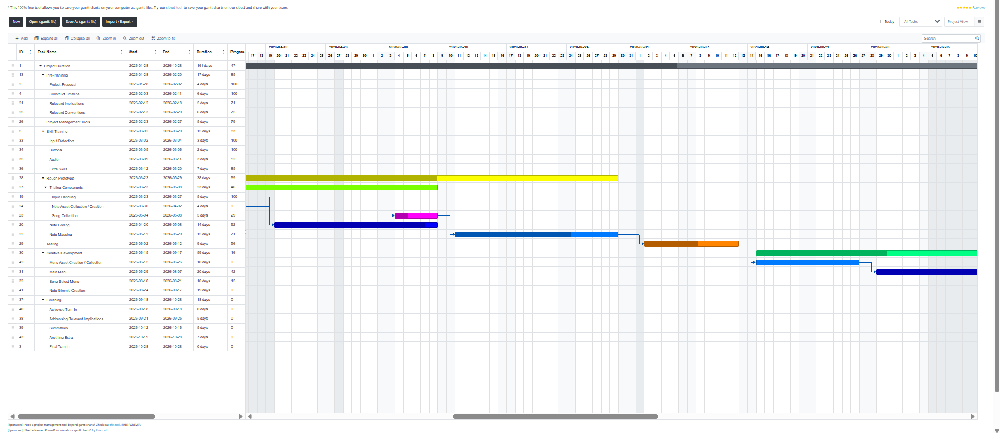 * This 100% free tool allows you to save your gantt charts on your computer as .gantt files. Try our cloud tool to save your gantt charts on our cloud and share with your team.
★★★★★ Reviews
New Open (.gantt file) Save As (.gantt file) Import / Export
Today All Tasks Project View
Add Expand all Collapse all Zoom in Zoom out Zoom to fit Search
ID Task Name Start End Duration Progres
2026-04-19 2026-04-26 2026-05-03 2026-05-10 2026-05-17 2026-05-24 2026-05-31 2026-06-07 2026-06-14 2026-06-21 2026-06-28 2026-07-05
17 18 19 20 21 22 23 24 25 26 27 28 29 30 1 2 3 4 5 6 7 8 9 10 11 12 13 14 15 16 17 18 19 20 21 22 23 24 25 26 27 28 29 30 31 1 2 3 4 5 6 7 8 9 10 11 12 13 14 15 16 17 18 19 20 21 22 23 24 25 26 27 28 29 30 1 2 3 4 5 6 7 8 9 10
1 Project Duration 2026-01-28 2026-10-28 161 days 47
13 Pre-Planning 2026-01-28 2026-02-20 17 days 85
2 Project Proposal 2026-01-28 2026-02-02 4 days 100
4 Construct Timeline 2026-02-03 2026-02-11 6 days 100
21 Relevant Implications 2026-02-12 2026-02-18 5 days 71
25 Relevant Conventions 2026-02-13 2026-02-20 6 days 75
26 Project Management Tools 2026-02-23 2026-02-27 5 days 79
5 Skill Training 2026-03-02 2026-03-20 15 days 83
33 Input Detection 2026-03-02 2026-03-04 3 days 100
34 Buttons 2026-03-05 2026-03-06 2 days 100
35 Audio 2026-03-09 2026-03-11 3 days 52
36 Extra Skills 2026-03-12 2026-03-20 7 days 85
28 Rough Prototype 2026-03-23 2026-05-29 38 days 69
27 Trialing Components 2026-03-23 2026-05-08 23 days 46
19 Input Handling 2026-03-23 2026-03-27 5 days 100
24 Note Asset Collection / Creation 2026-03-30 2026-04-02 4 days 0
23 Song Collection 2026-05-04 2026-05-08 5 days 29
20 Note Coding 2026-04-20 2026-05-08 14 days 92
22 Note Mapping 2026-05-11 2026-05-29 15 days 71
29 Testing 2026-06-02 2026-06-12 9 days 56
30 Iterative Development 2026-06-15 2026-09-17 59 days 16
42 Menu Asset Creation / Collection 2026-06-15 2026-06-26 10 days 0
31 Main Menu 2026-06-29 2026-08-07 20 days 42
32 Song Select Menu 2026-08-10 2026-08-21 10 days 15
41 Note Gimmic Creation 2026-08-24 2026-09-17 19 days 0
37 Finishing 2026-09-18 2026-10-28 18 days 0
40 Achieved Turn In 2026-09-18 2026-09-18 0 days 0
38 Addressing Relevant Implications 2026-09-21 2026-09-25 5 days 0
39 Summaries 2026-10-12 2026-10-16 5 days 0
43 Anything Extra 2026-10-19 2026-10-28 7 days 0
3 Final Turn In 2026-10-28 2026-10-28 0 days 0
[Sponsored] Need a project management tool beyond gantt charts? Check out this tool. FREE FOREVER.
[Sponsored] Need advanced PowerPoint visuals for gantt charts? Try this tool.